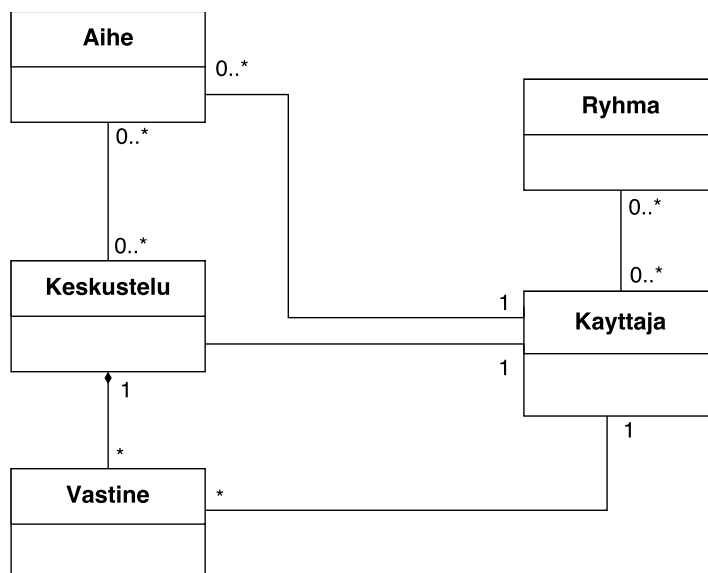 Aihe
0..*
Ryhma
0..*
0..*
0..*
0..*
Keskustelu
1
Kayttaja
1
1
1
*
Vastine
*